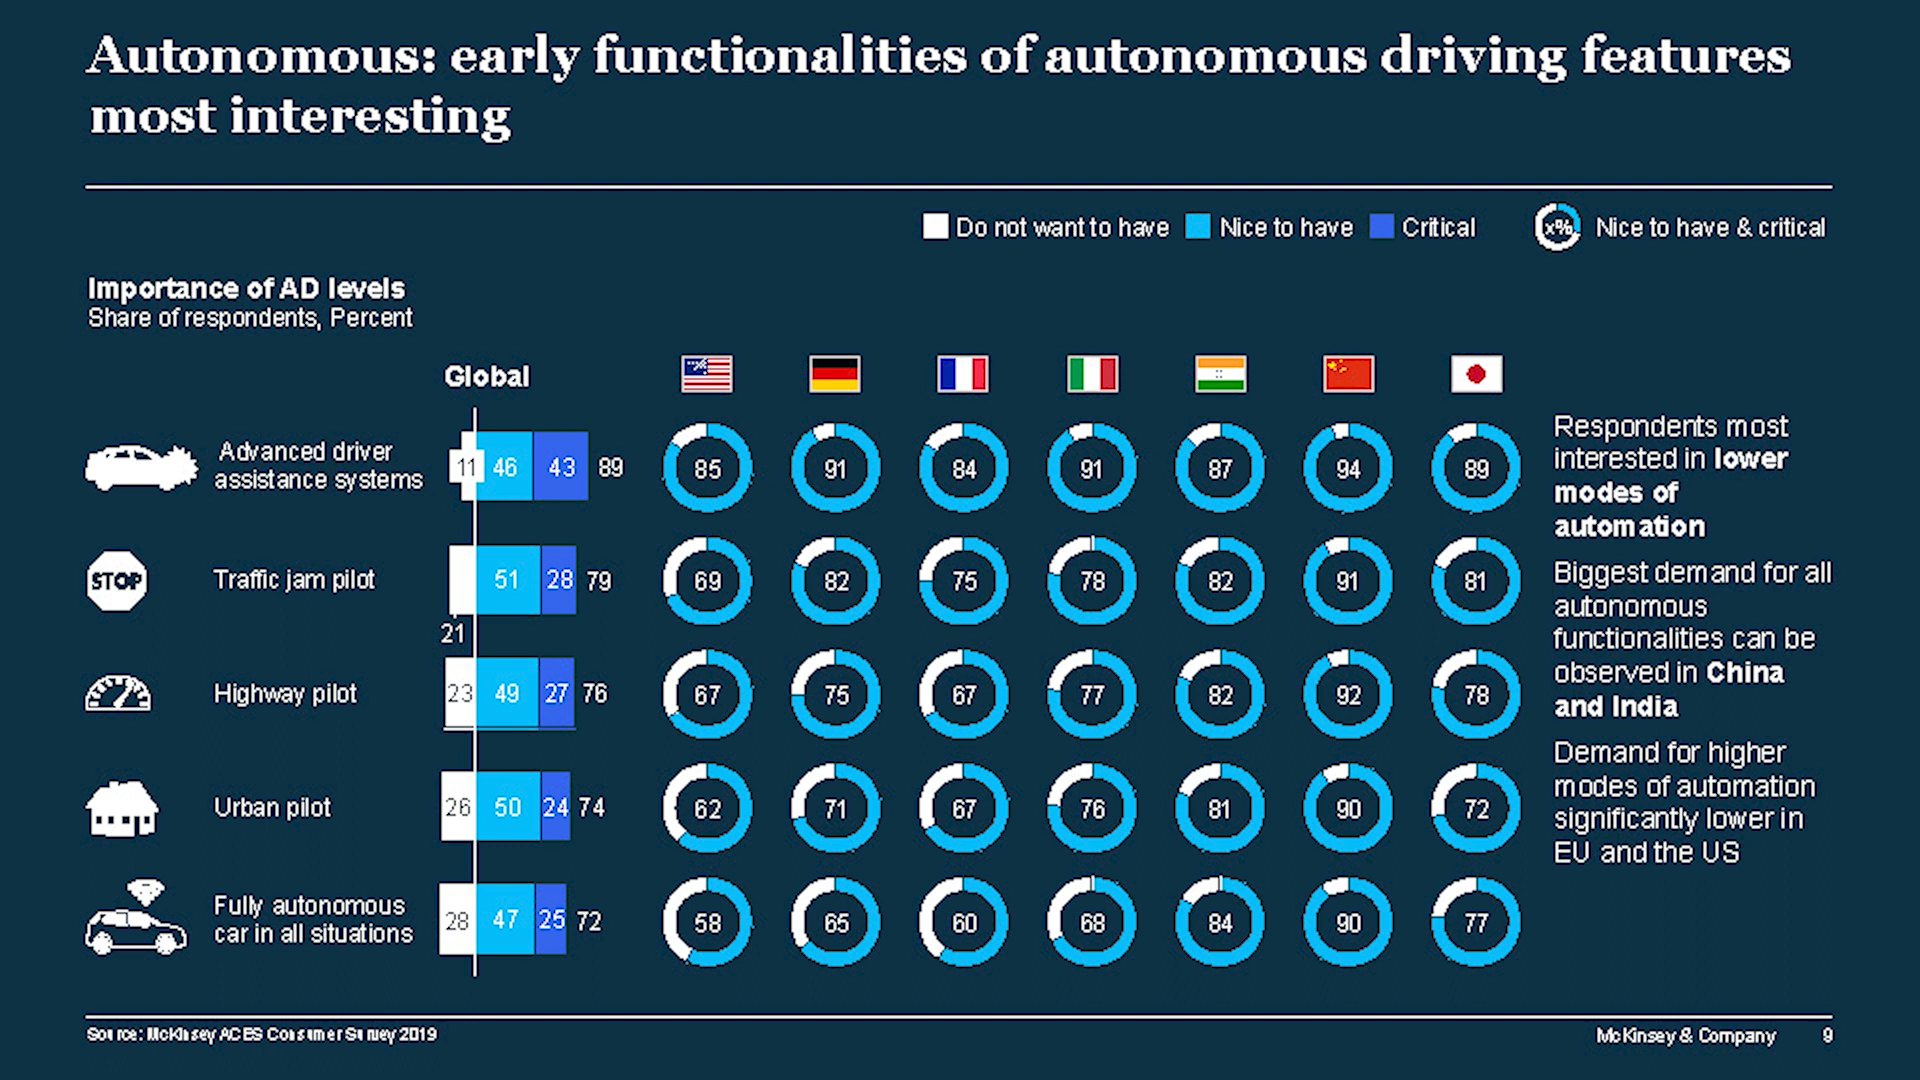 Autonomous: early functionalities of autonomous driving features
most interesting
Do not want to have
Nice to have
Critical
x%
Nice to have & critical
Importance of AD levels
Share of respondents, Percent
Global
Advanced driver
assistance systems
11 46 43 89 85 91 84 91 87 94 89
STOP
Traffic jam pilot
21 51 28 79 69 82 75 78 82 91 81
Highway pilot
23 49 27 76 67 75 67 77 82 92 78
Urban pilot
26 50 24 74 62 71 67 76 81 90 72
Fully autonomous
car in all situations
28 47 25 72 58 65 60 68 84 90 77
Respondents most
interested in lower
modes of
automation
Biggest demand for all
autonomous
functionalities can be
observed in China
and India
Demand for higher
modes of automation
significantly lower in
EU and the US
Source: McKinsey ACES Consumer Survey 2019
McKinsey & Company 9